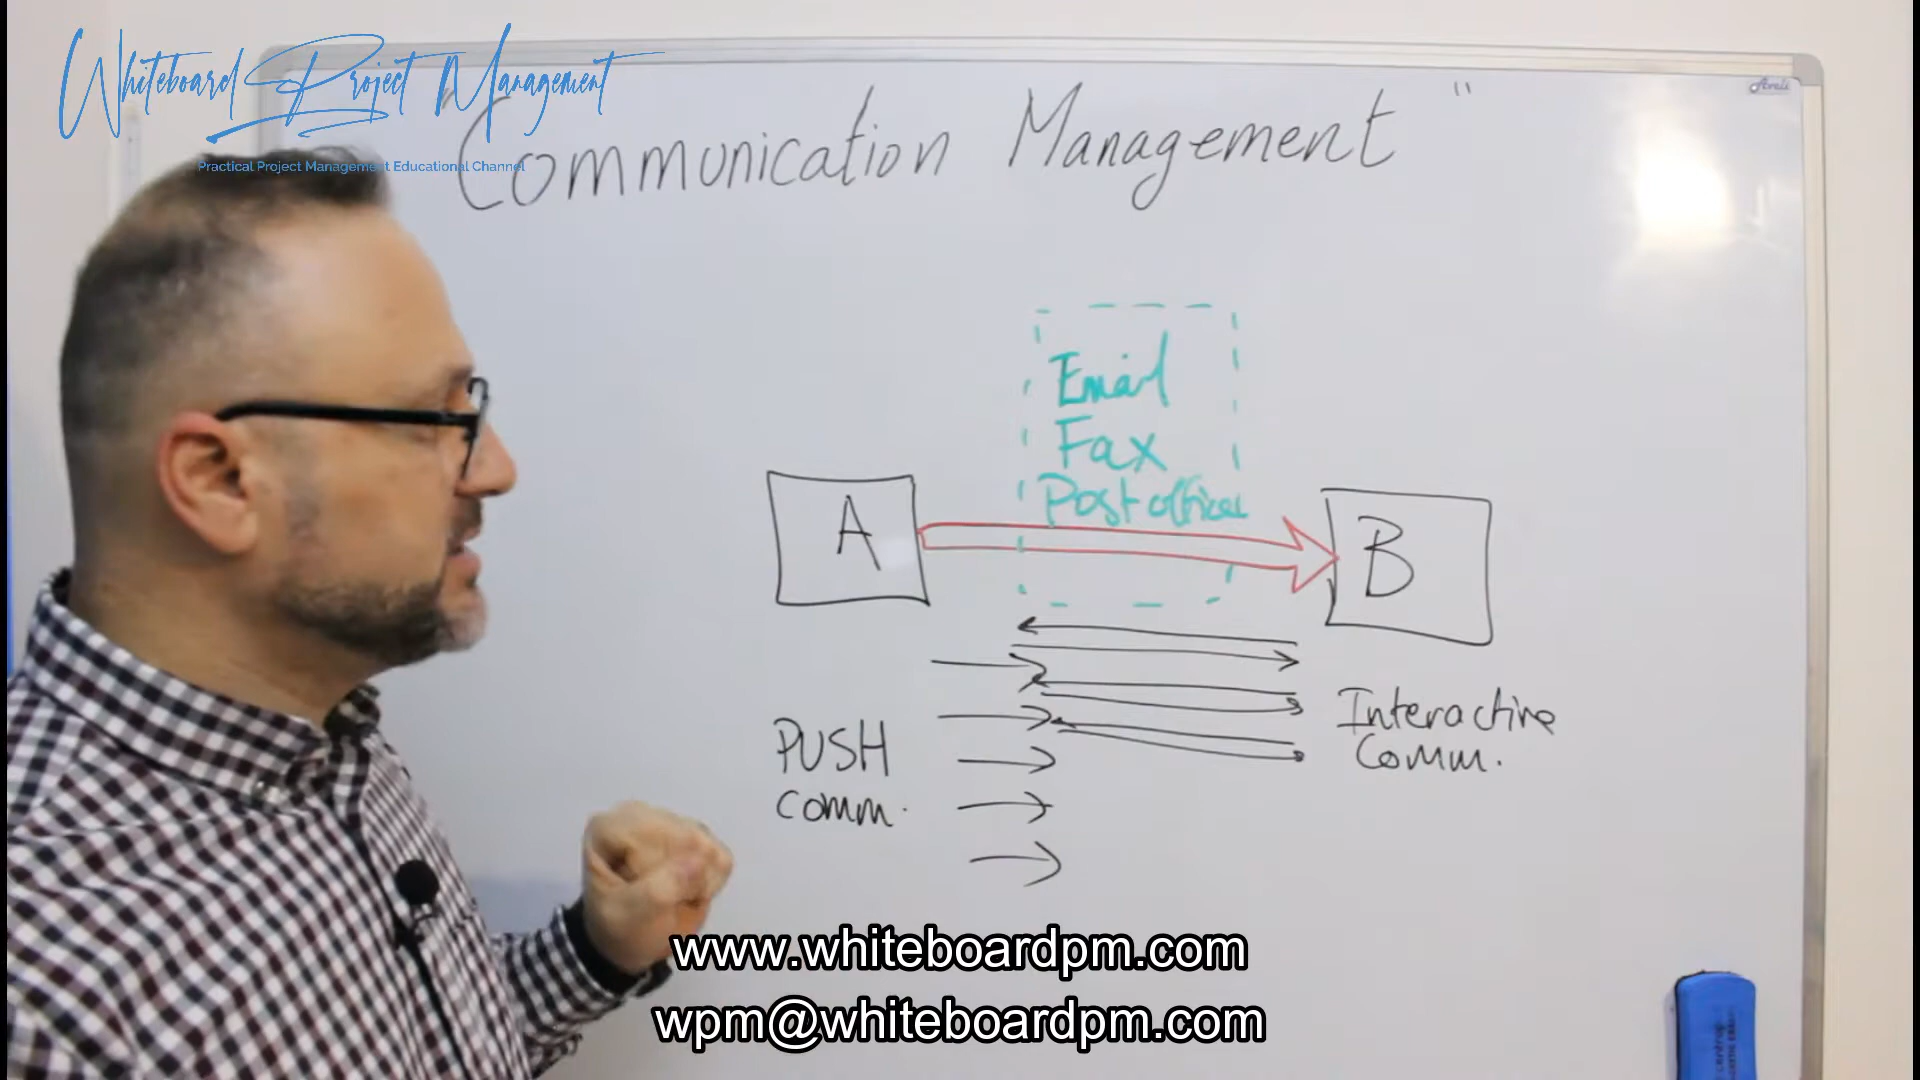 Whiteboard Project Management
Practical Project Management Educational Channel
"Communication Management"
Email
Fax
Post office
A
B
PUSH
comm.
Interactive
Comm.
www.whiteboardpm.com
wpm@whiteboardpm.com